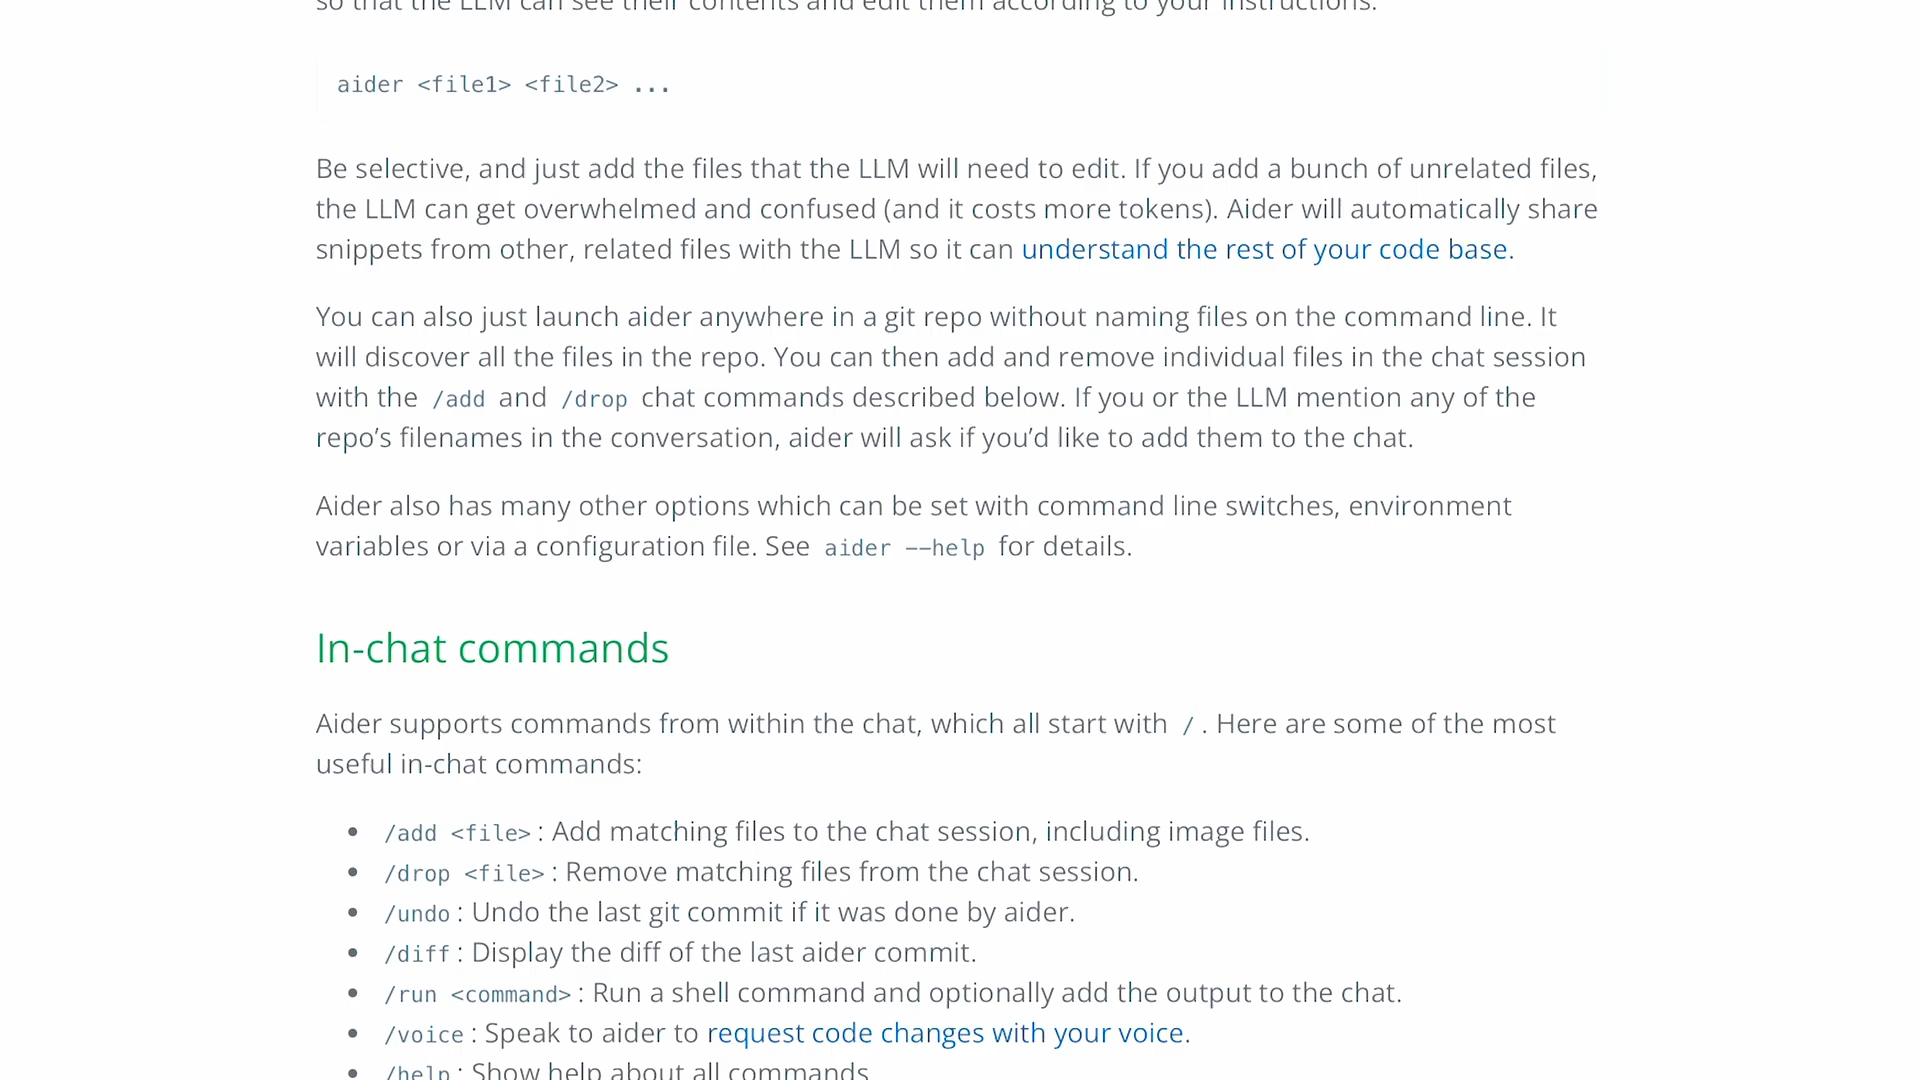 so that the LLM can see their contents and edit them according to your instructions.
aider <file1> <file2> ...
Be selective, and just add the files that the LLM will need to edit. If you add a bunch of unrelated files,
the LLM can get overwhelmed and confused (and it costs more tokens). Aider will automatically share
snippets from other, related files with the LLM so it can understand the rest of your code base.
You can also just launch aider anywhere in a git repo without naming files on the command line. It
will discover all the files in the repo. You can then add and remove individual files in the chat session
with the /add and /drop chat commands described below. If you or the LLM mention any of the
repo’s filenames in the conversation, aider will ask if you’d like to add them to the chat.
Aider also has many other options which can be set with command line switches, environment
variables or via a configuration file. See aider --help for details.
In-chat commands
Aider supports commands from within the chat, which all start with /. Here are some of the most
useful in-chat commands:
• /add <file>: Add matching files to the chat session, including image files.
• /drop <file>: Remove matching files from the chat session.
• /undo: Undo the last git commit if it was done by aider.
• /diff: Display the diff of the last aider commit.
• /run <command>: Run a shell command and optionally add the output to the chat.
• /voice: Speak to aider to request code changes with your voice.
• /help: Show help about all commands